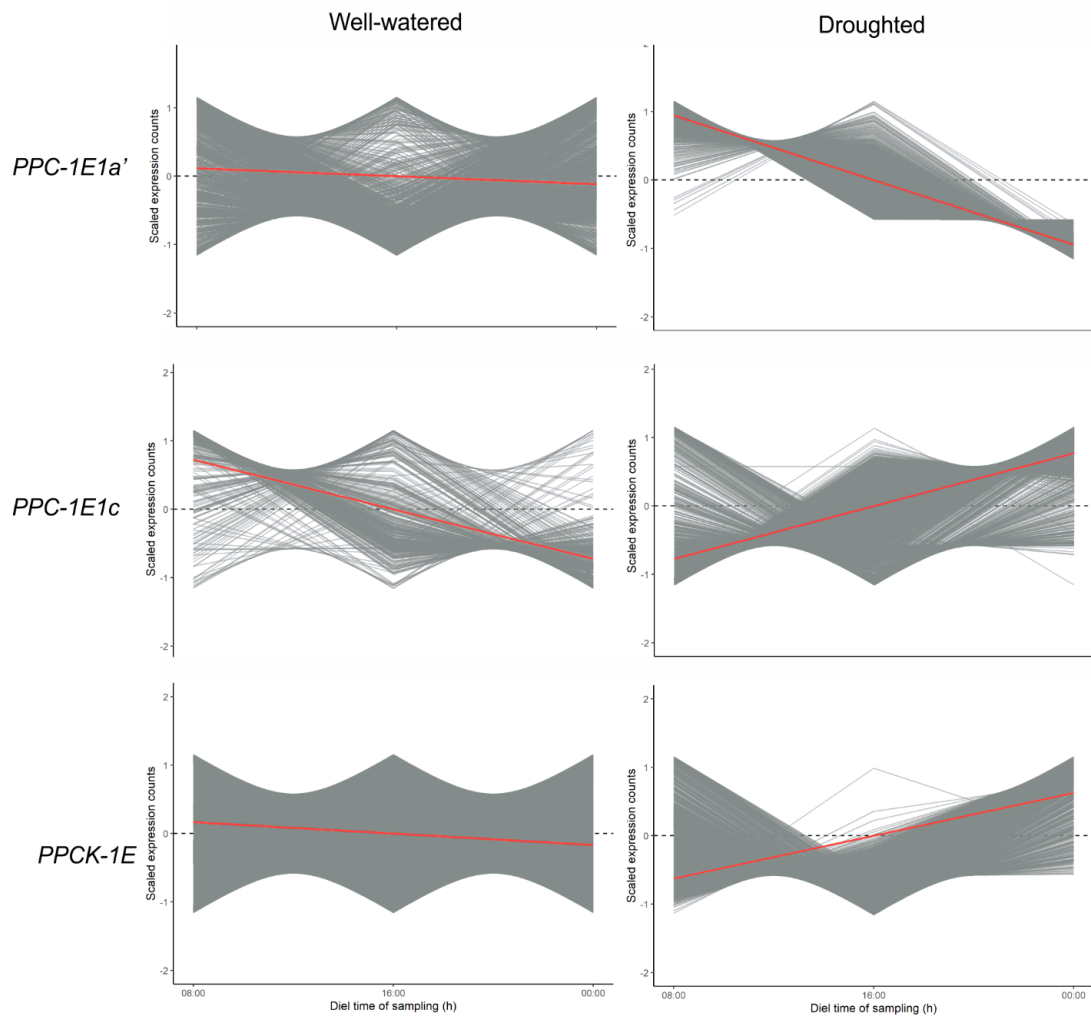 Well-watered
Droughted
PPC-1E1a’
Scaled expression counts
1
0
-1
-2
Scaled expression counts
1
0
-1
-2
PPC-1E1c
Scaled expression counts
2
1
0
-1
-2
Scaled expression counts
2
1
0
-1
-2
PPCK-1E
Scaled expression counts
2
1
0
-1
-2
08:00
16:00
00:00
Diel time of sampling (h)
Scaled expression counts
2
1
0
-1
-2
08:00
16:00
00:00
Diel time of sampling (h)